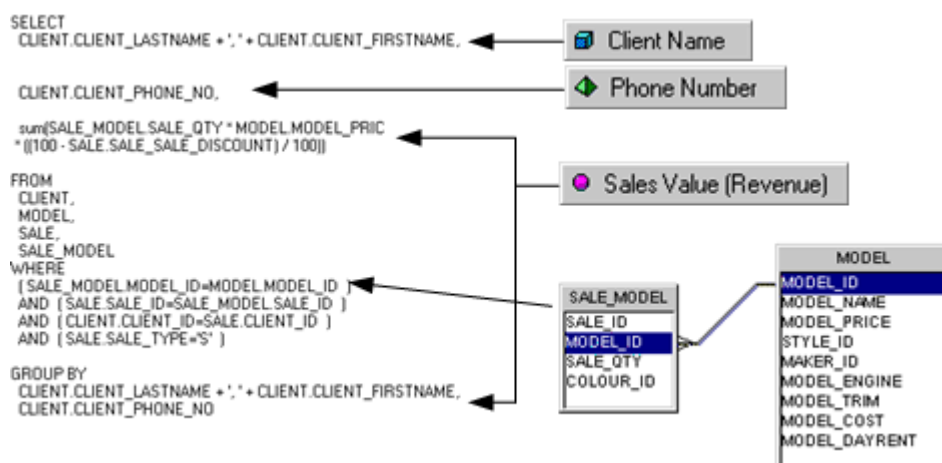 SELECT
CLIENT.CLIENT_LASTNAME + ', ' + CLIENT.CLIENT_FIRSTNAME,
Client Name
CLIENT.CLIENT_PHONE_NO,
Phone Number
sum(SALE_MODEL.SALE_QTY * MODEL.MODEL_PRIC
* ((100 - SALE.SALE_SALE_DISCOUNT) / 100))
Sales Value (Revenue)
FROM
CLIENT,
MODEL,
SALE,
SALE_MODEL
WHERE
( SALE_MODEL.MODEL_ID=MODEL.MODEL_ID )
AND ( SALE.SALE_ID=SALE_MODEL.SALE_ID )
AND ( CLIENT.CLIENT_ID=SALE.CLIENT_ID )
AND ( SALE.SALE_TYPE='S' )
GROUP BY
CLIENT.CLIENT_LASTNAME + ', ' + CLIENT.CLIENT_FIRSTNAME,
CLIENT.CLIENT_PHONE_NO
SALE_MODEL
SALE_ID
MODEL_ID
SALE_QTY
COLOUR_ID
MODEL
MODEL_ID
MODEL_NAME
MODEL_PRICE
STYLE_ID
MAKER_ID
MODEL_ENGINE
MODEL_TRIM
MODEL_COST
MODEL_DAYRENT